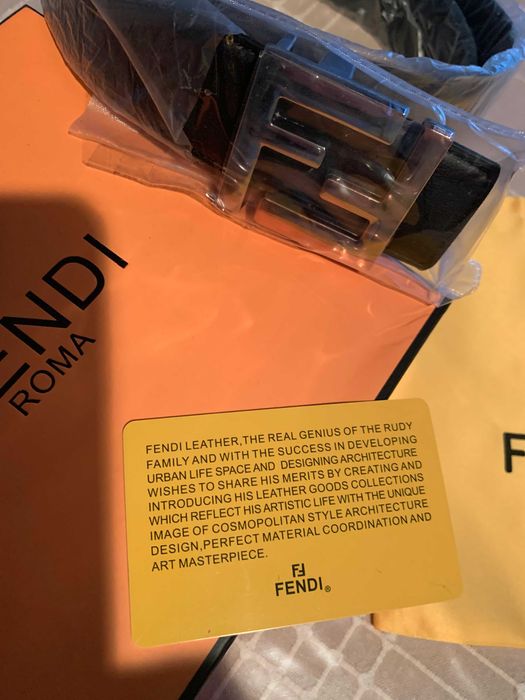 ENDI
ROMA
F
FENDI LEATHER,THE REAL GENIUS OF THE RUDY
FAMILY AND WITH THE SUCCESS IN DEVELOPING
URBAN LIFE SPACE AND DESIGNING ARCHITECTURE
WISHES TO SHARE HIS MERITS BY CREATING AND
INTRODUCING HIS LEATHER GOODS COLLECTIONS
WHICH REFLECT HIS ARTISTIC LIFE WITH THE UNIQUE
IMAGE OF COSMOPOLITAN STYLE ARCHITECTURE
DESIGN,PERFECT MATERIAL COORDINATION AND
ART MASTERPIECE.
FENDI®